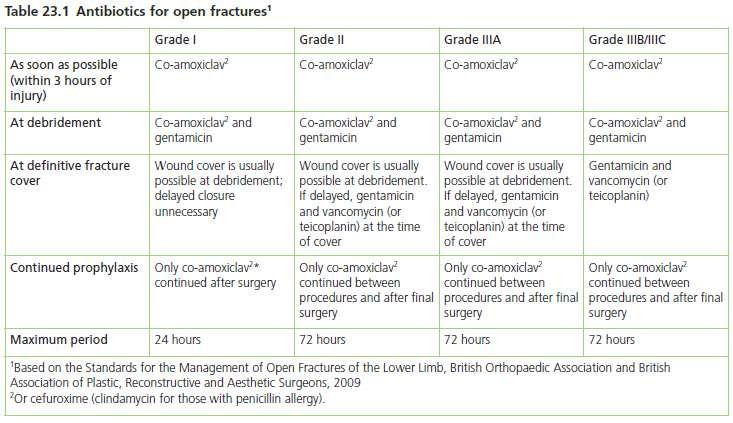 Table 23.1 Antibiotics for open fractures¹
Grade I Grade II Grade IIIA Grade IIIB/IIIC
As soon as possible (within 3 hours of injury) Co-amoxiclav² Co-amoxiclav² Co-amoxiclav² Co-amoxiclav²
At debridement Co-amoxiclav² and gentamicin Co-amoxiclav² and gentamicin Co-amoxiclav² and gentamicin Co-amoxiclav² and gentamicin
At definitive fracture cover Wound cover is usually possible at debridement; delayed closure unnecessary Wound cover is usually possible at debridement. If delayed, gentamicin and vancomycin (or teicoplanin) at the time of cover Wound cover is usually possible at debridement. If delayed, gentamicin and vancomycin (or teicoplanin) at the time of cover Gentamicin and vancomycin (or teicoplanin)
Continued prophylaxis Only co-amoxiclav²* continued after surgery Only co-amoxiclav² continued between procedures and after final surgery Only co-amoxiclav² continued between procedures and after final surgery Only co-amoxiclav² continued between procedures and after final surgery
Maximum period 24 hours 72 hours 72 hours 72 hours
¹Based on the Standards for the Management of Open Fractures of the Lower Limb, British Orthopaedic Association and British
Association of Plastic, Reconstructive and Aesthetic Surgeons, 2009
²Or cefuroxime (clindamycin for those with penicillin allergy).